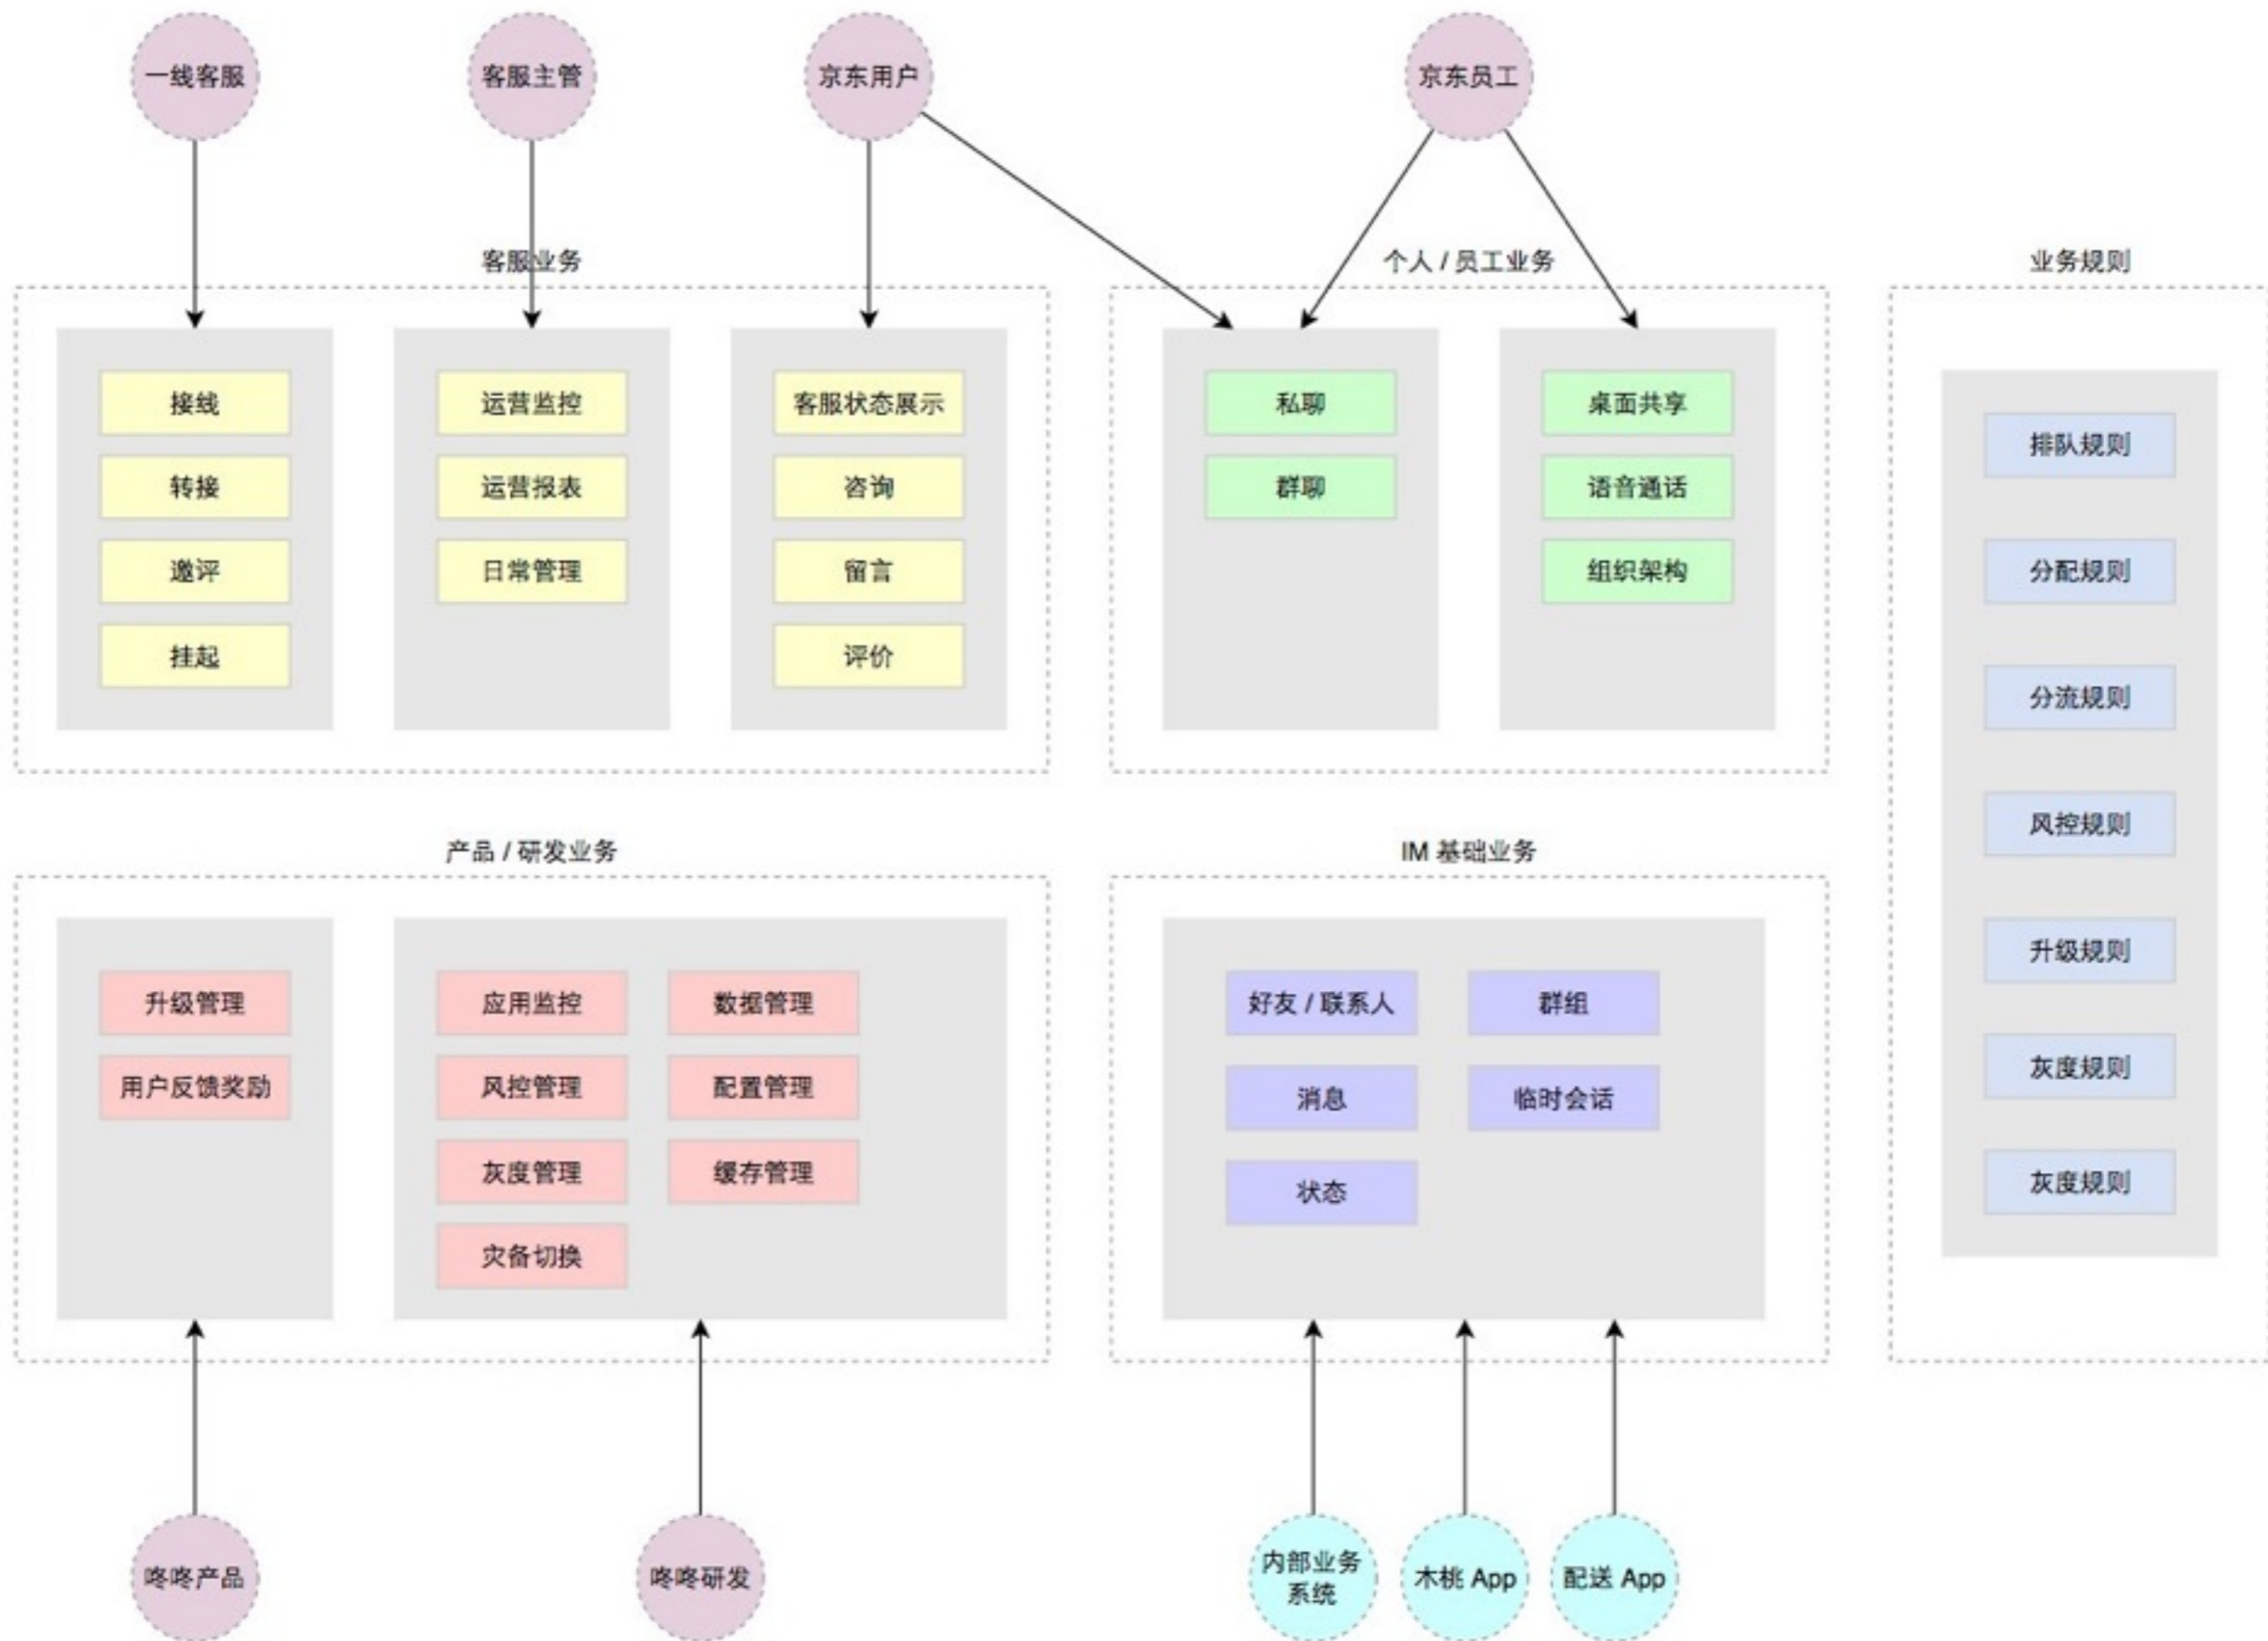 一线客服
客服主管
京东用户
京东员工
客服业务
个人 / 员工业务
业务规则
接线
转接
邀评
挂起
运营监控
运营报表
日常管理
客服状态展示
咨询
留言
评价
私聊
群聊
桌面共享
语音通话
组织架构
排队规则
分配规则
分流规则
风控规则
升级规则
灰度规则
灰度规则
产品 / 研发业务
IM 基础业务
升级管理
用户反馈奖励
应用监控
风控管理
灰度管理
灾备切换
数据管理
配置管理
缓存管理
好友 / 联系人
消息
状态
群组
临时会话
咚咚产品
咚咚研发
内部业务
系统
木桃 App
配送 App